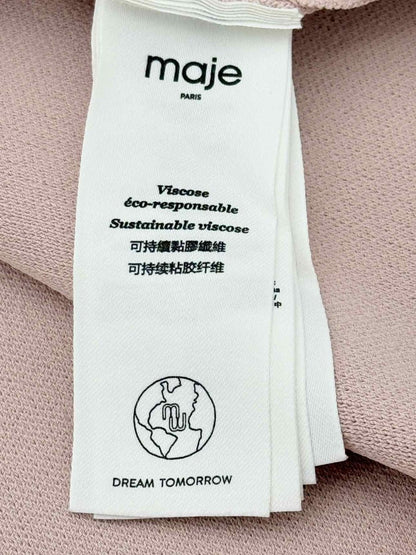 maje
PARIS
Viscose
éco-responsable
Sustainable viscose
可持續黏膠纖維
可持续粘胶纤维
DREAM TOMORROW